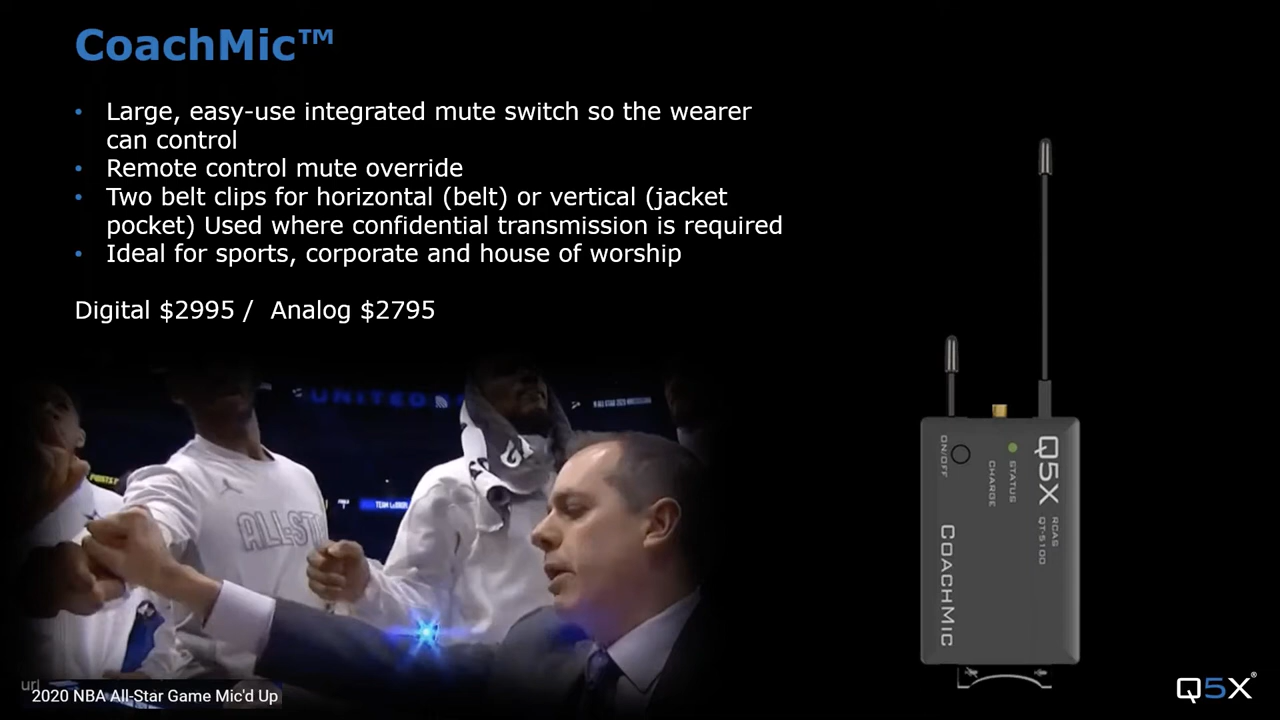 CoachMic™
• Large, easy-use integrated mute switch so the wearer
can control
• Remote control mute override
• Two belt clips for horizontal (belt) or vertical (jacket
pocket) Used where confidential transmission is required
• Ideal for sports, corporate and house of worship
Digital $2995 / Analog $2795
UNITED
ALL-ST
ON/OFF
STATUS
CHARGE
Q5X
RCAS
QT-5100
COACHMIC
url
2020 NBA All-Star Game Mic'd Up
Q5X®